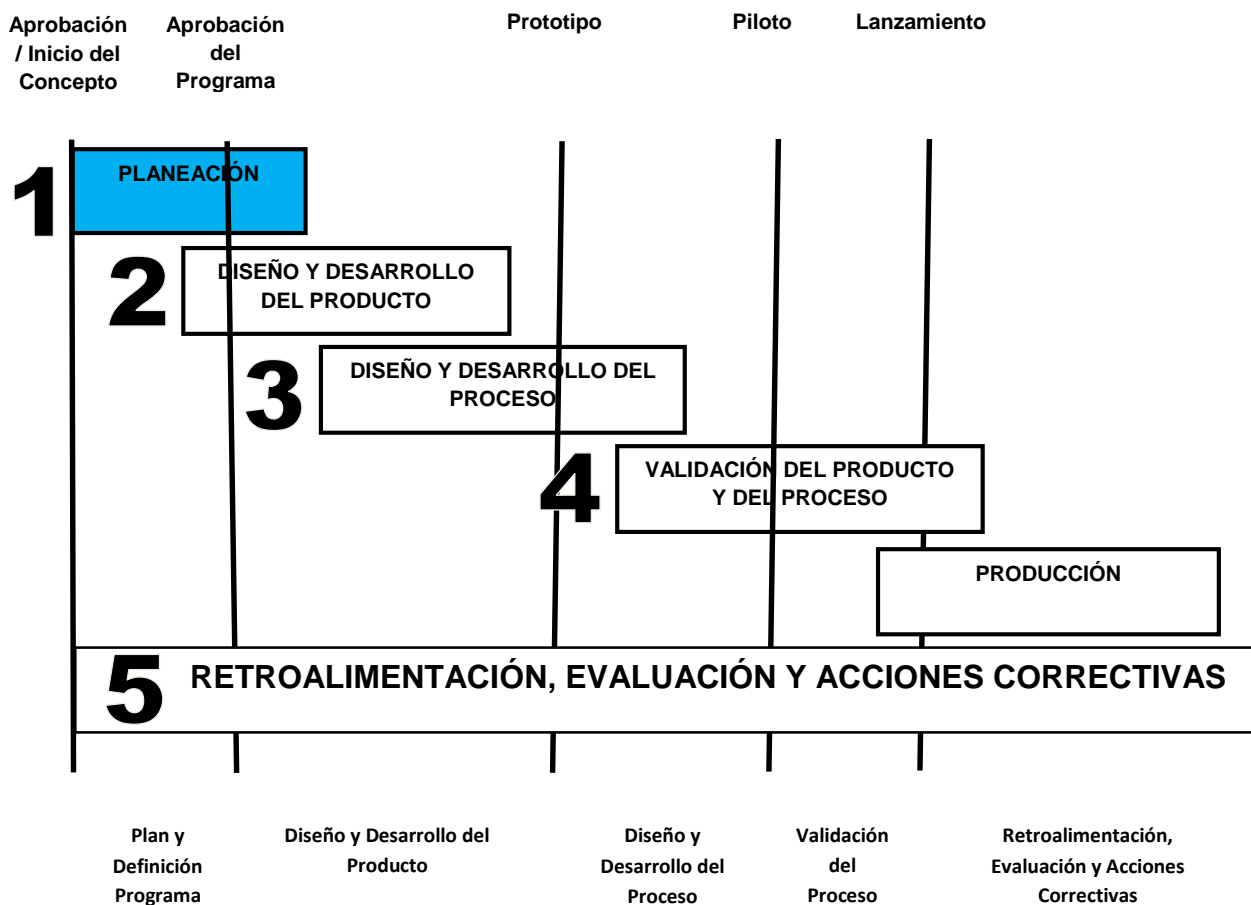 Aprobación
/ Inicio del
Concepto
Aprobación
del
Programa
Prototipo
Piloto
Lanzamiento
1
PLANEACIÓN
2
DISEÑO Y DESARROLLO
DEL PRODUCTO
3
DISEÑO Y DESARROLLO DEL
PROCESO
4
VALIDACIÓN DEL PRODUCTO
Y DEL PROCESO
PRODUCCIÓN
5
RETROALIMENTACIÓN, EVALUACIÓN Y ACCIONES CORRECTIVAS
Plan y
Definición
Programa
Diseño y Desarrollo del
Producto
Diseño y
Desarrollo del
Proceso
Validación
del
Proceso
Retroalimentación,
Evaluación y Acciones
Correctivas